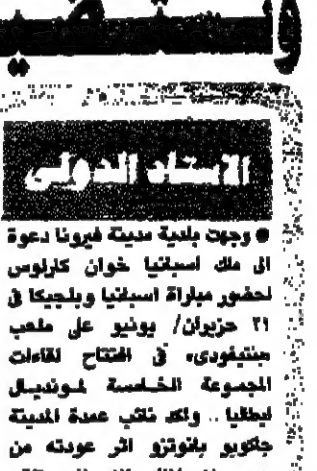 الاستاد الدولي
● وجهت بلدية مدينة فيرونا دعوة
الى ملك اسبانيا خوان كارلوس
لحضور مباراة اسبانيا وبلجيكا في
٢١ حزيران/ يونيو على ملعب
بنتيغودي، في افتتاح لقاءات
المجموعة الخامسة لمونديال
ايطاليا .. واكد نائب عمدة المدينة
جاكوبو بانوتزو اثر عودته من